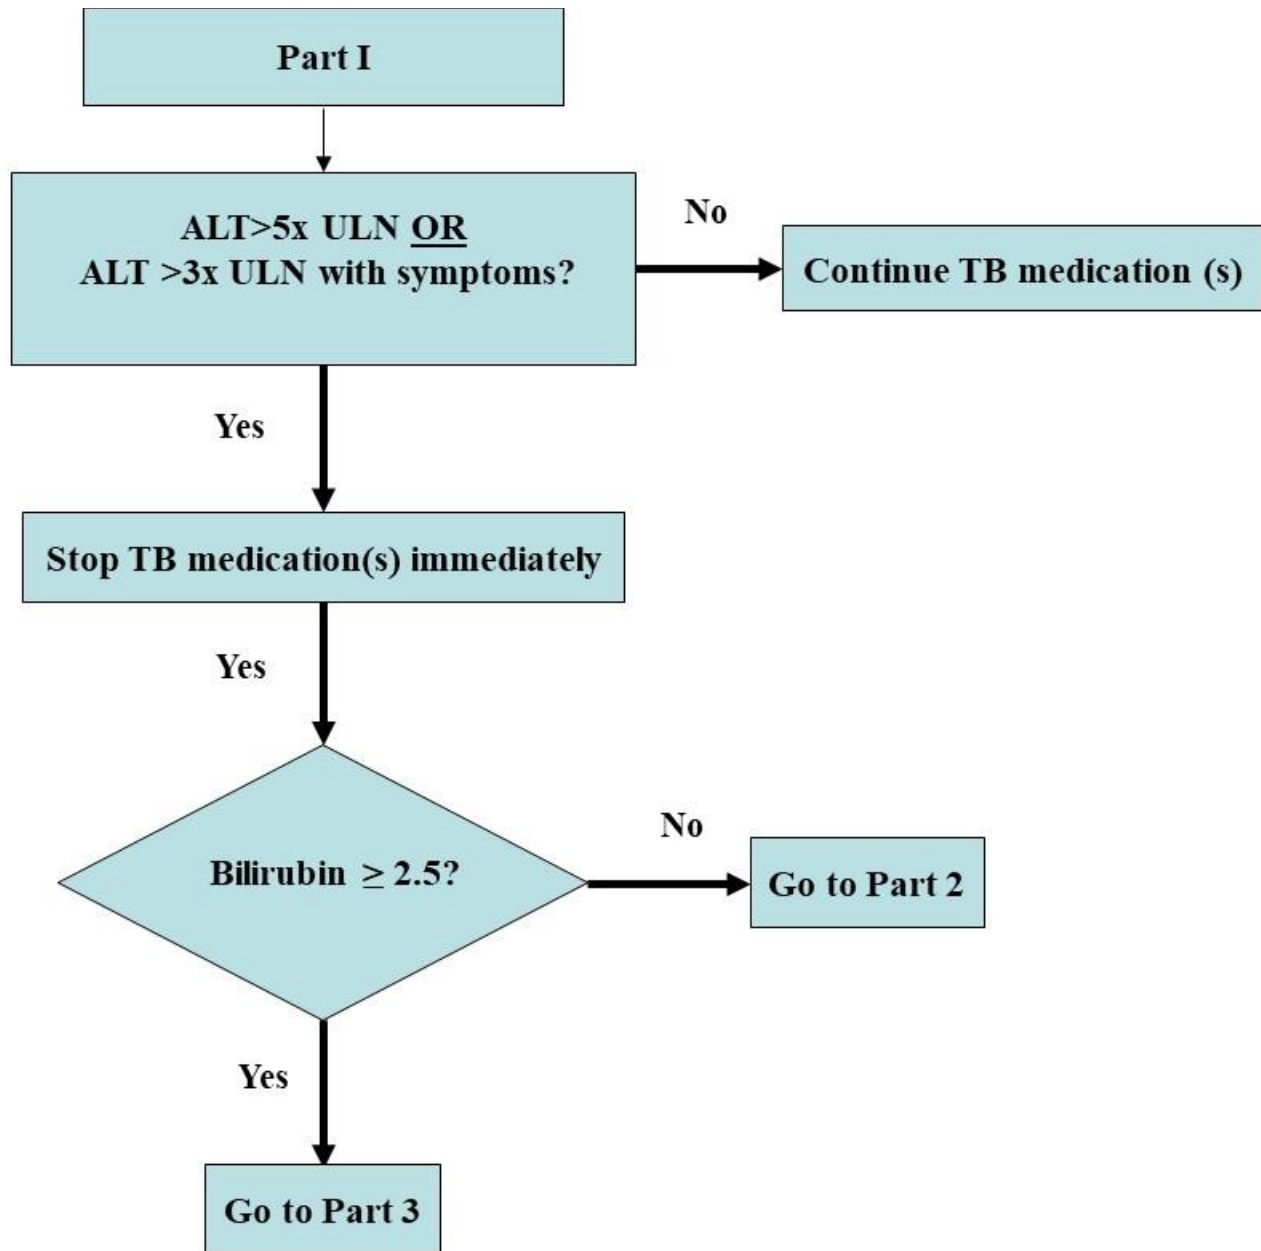 Part I
ALT>5x ULN OR
ALT >3x ULN with symptoms?
No
Continue TB medication (s)
Yes
Stop TB medication(s) immediately
Yes
Bilirubin ≥ 2.5?
No
Go to Part 2
Yes
Go to Part 3